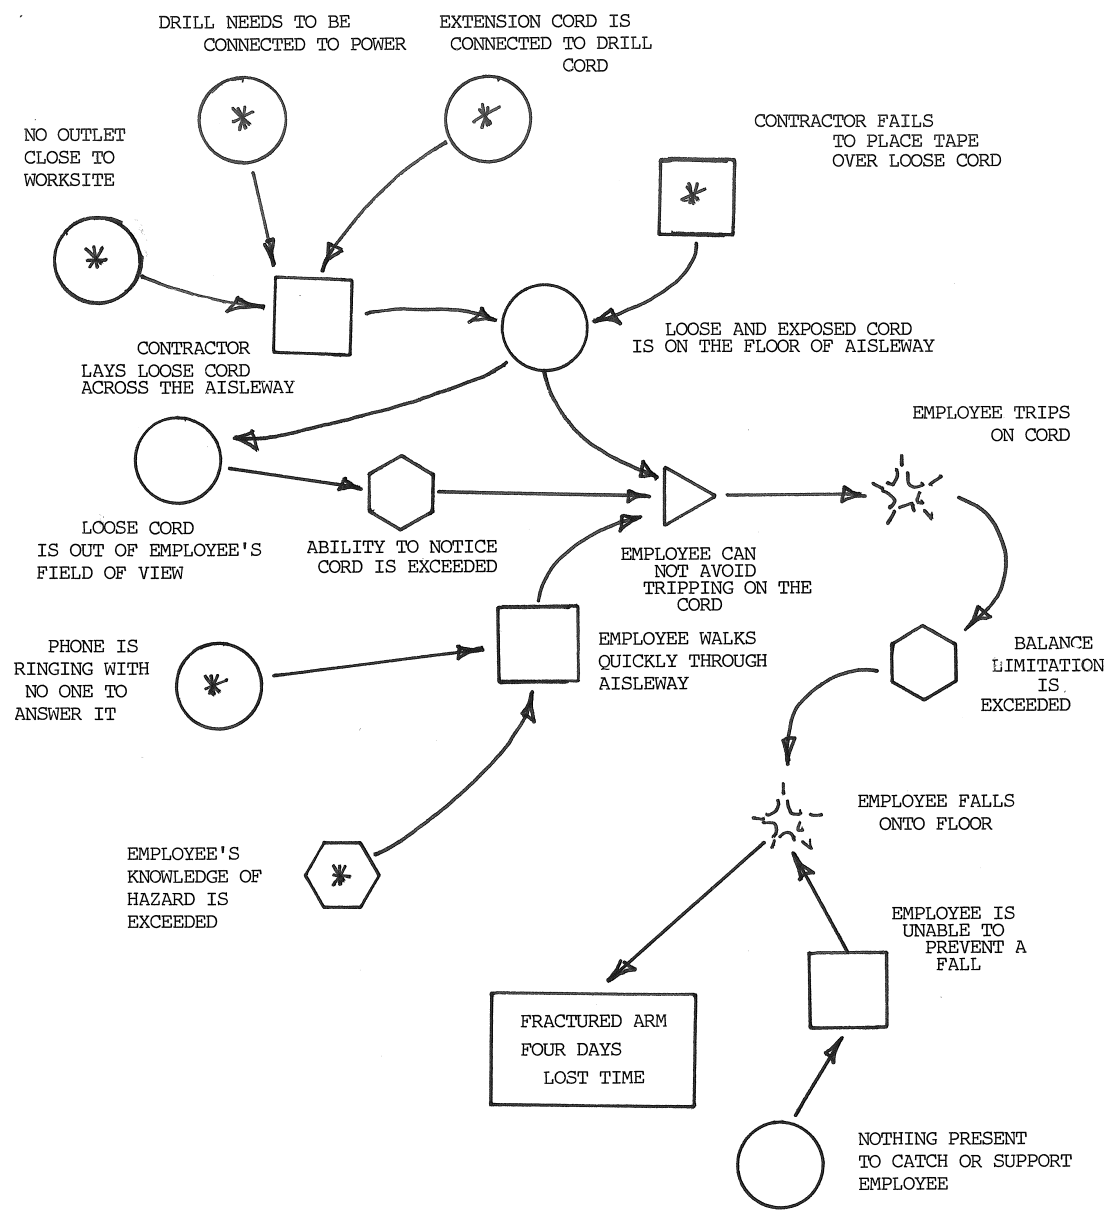 DRILL NEEDS TO BE
CONNECTED TO POWER
EXTENSION CORD IS
CONNECTED TO DRILL
CORD
NO OUTLET
CLOSE TO
WORKSITE
CONTRACTOR FAILS
TO PLACE TAPE
OVER LOOSE CORD
CONTRACTOR
LAYS LOOSE CORD
ACROSS THE AISLEWAY
LOOSE AND EXPOSED CORD
IS ON THE FLOOR OF AISLEWAY
EMPLOYEE TRIPS
ON CORD
LOOSE CORD
IS OUT OF EMPLOYEE'S
FIELD OF VIEW
ABILITY TO NOTICE
CORD IS EXCEEDED
EMPLOYEE CAN
NOT AVOID
TRIPPING ON THE
CORD
PHONE IS
RINGING WITH
NO ONE TO
ANSWER IT
EMPLOYEE WALKS
QUICKLY THROUGH
AISLEWAY
BALANCE
LIMITATION
IS
EXCEEDED
EMPLOYEE FALLS
ONTO FLOOR
EMPLOYEE'S
KNOWLEDGE OF
HAZARD IS
EXCEEDED
EMPLOYEE IS
UNABLE TO
PREVENT A
FALL
FRACTURED ARM
FOUR DAYS
LOST TIME
NOTHING PRESENT
TO CATCH OR SUPPORT
EMPLOYEE